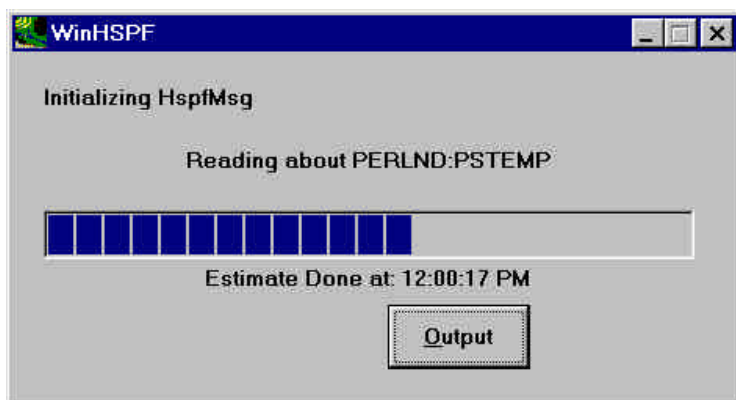 WinHSPF
Initializing HspfMsg
Reading about PERLND:PSTEMP
Estimate Done at: 12:00:17 PM
Output